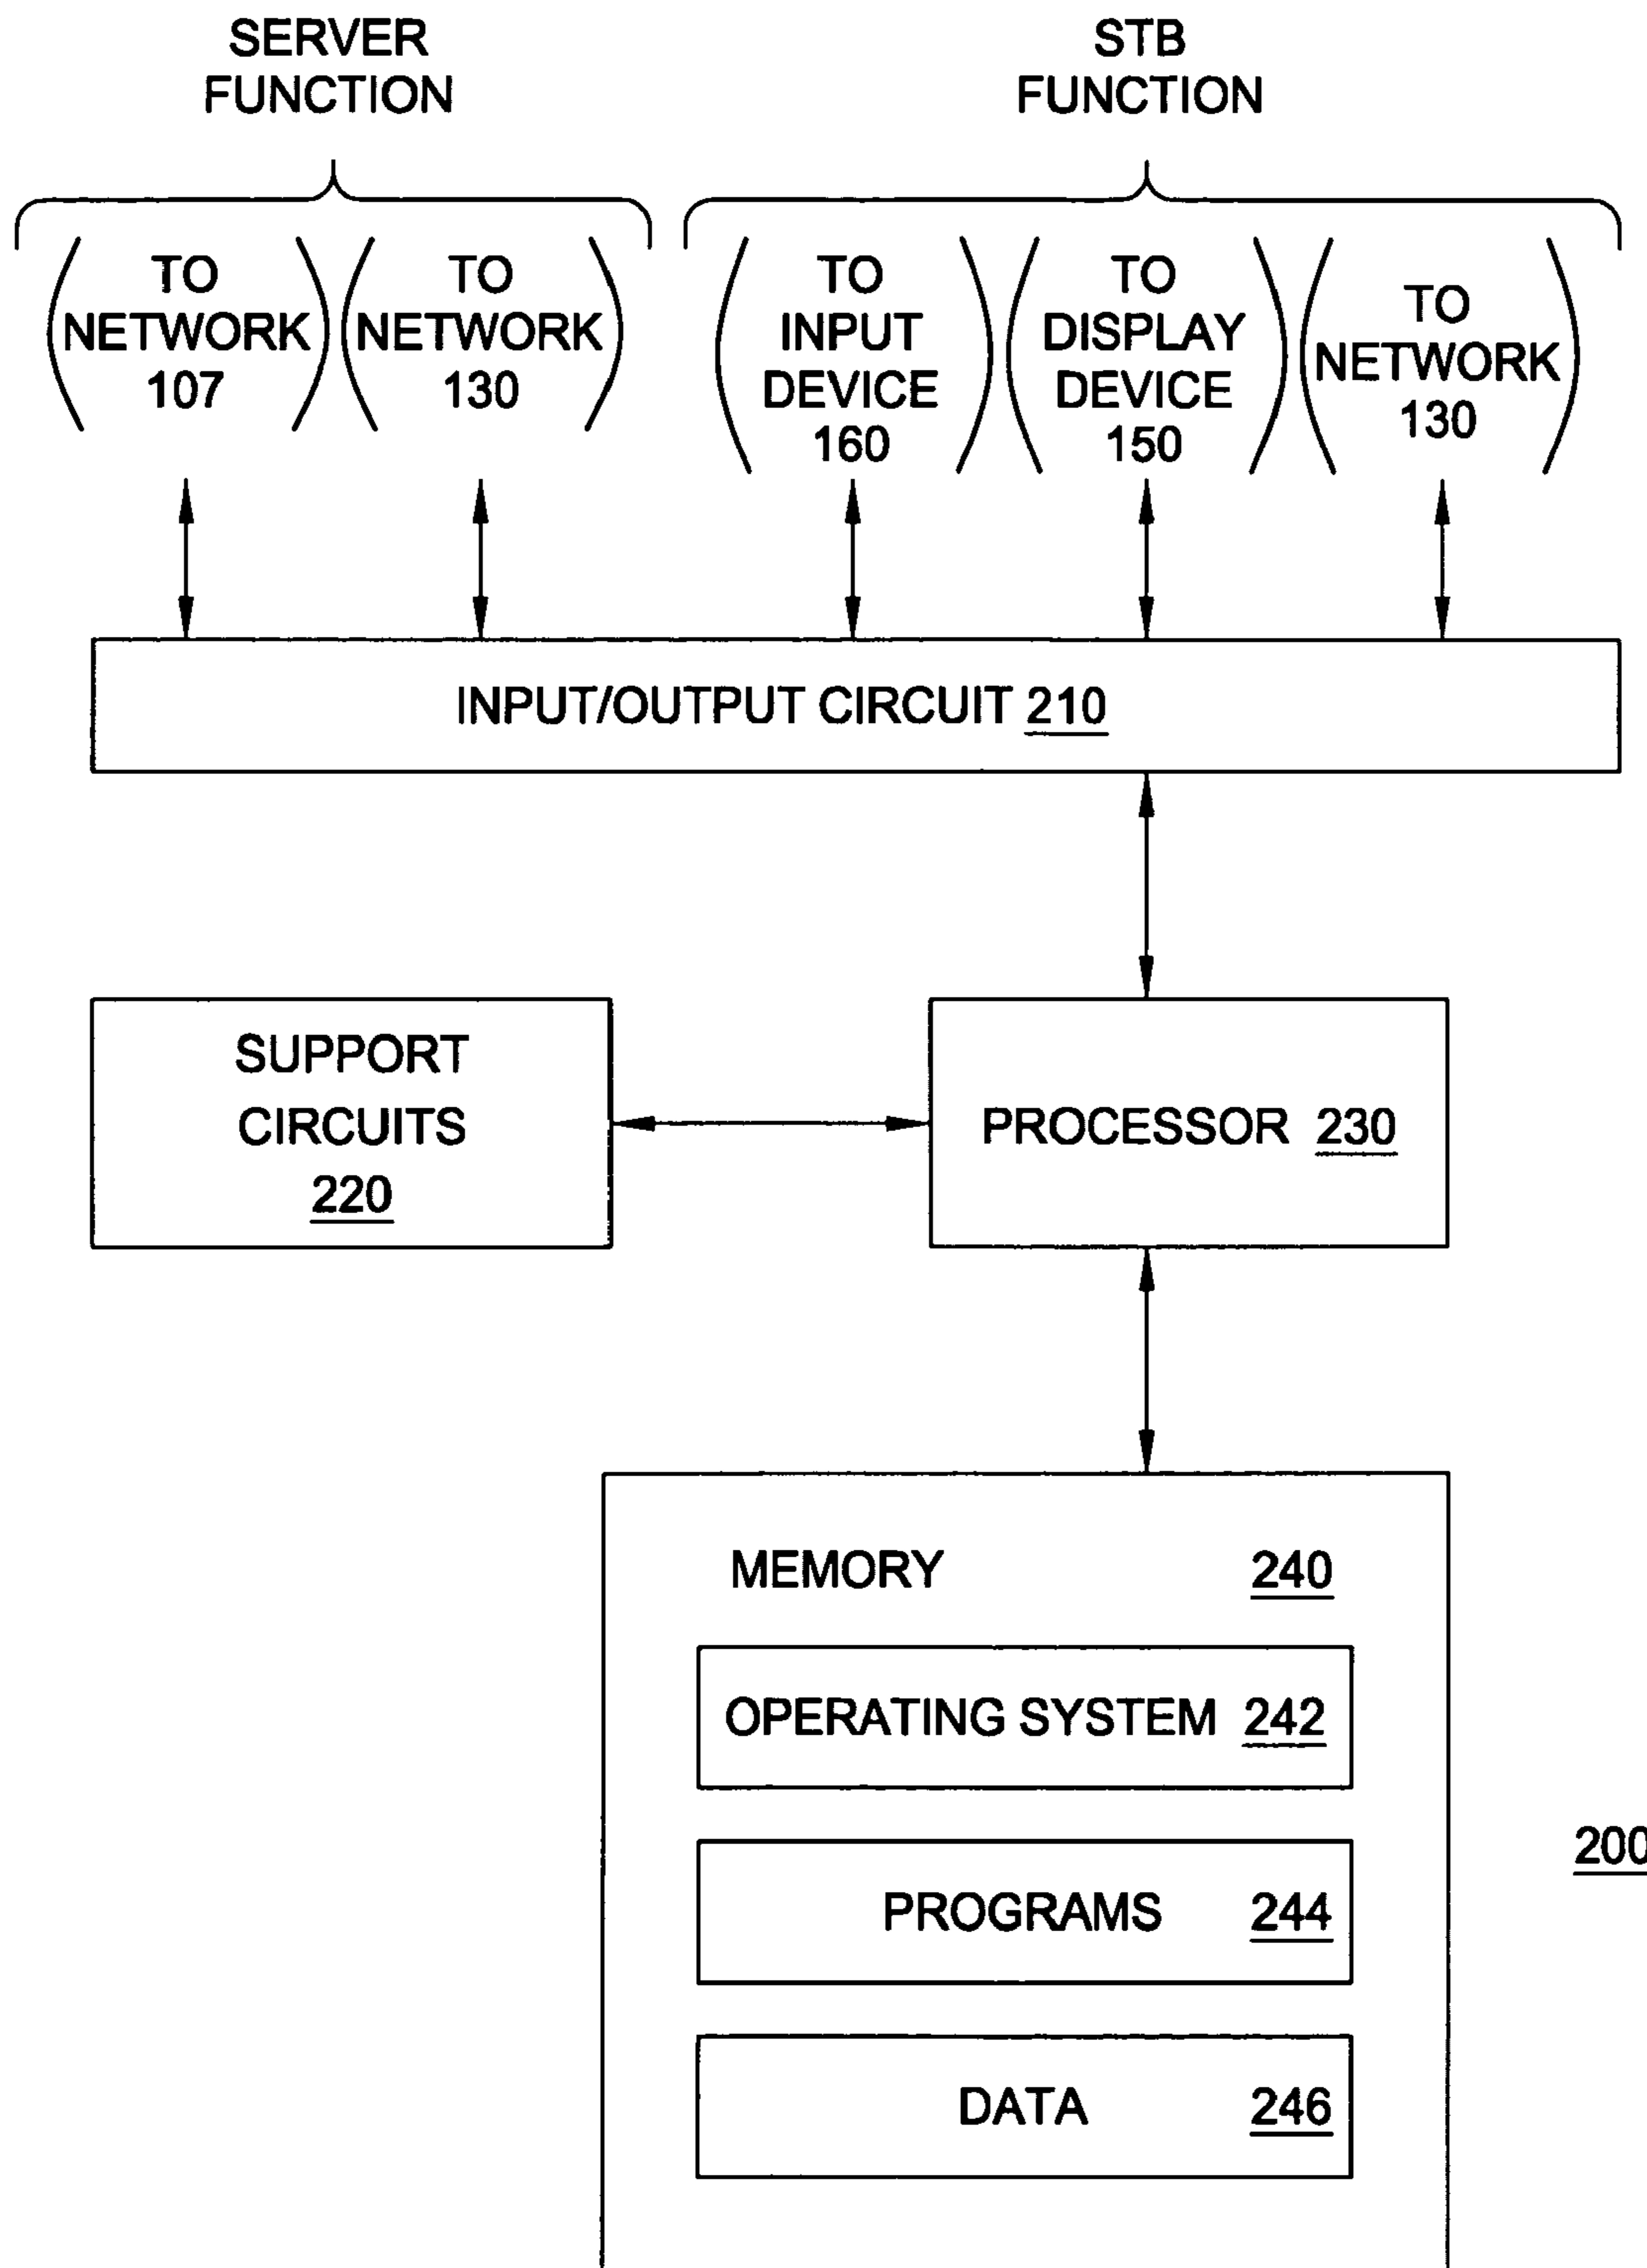 SERVER
FUNCTION
STB
FUNCTION
TO
NETWORK
107
TO
NETWORK
130
TO
INPUT
DEVICE
160
TO
DISPLAY
DEVICE
150
TO
NETWORK
130
INPUT/OUTPUT CIRCUIT 210
SUPPORT
CIRCUITS
220
PROCESSOR 230
MEMORY 240
OPERATING SYSTEM 242
PROGRAMS 244
DATA 246
200